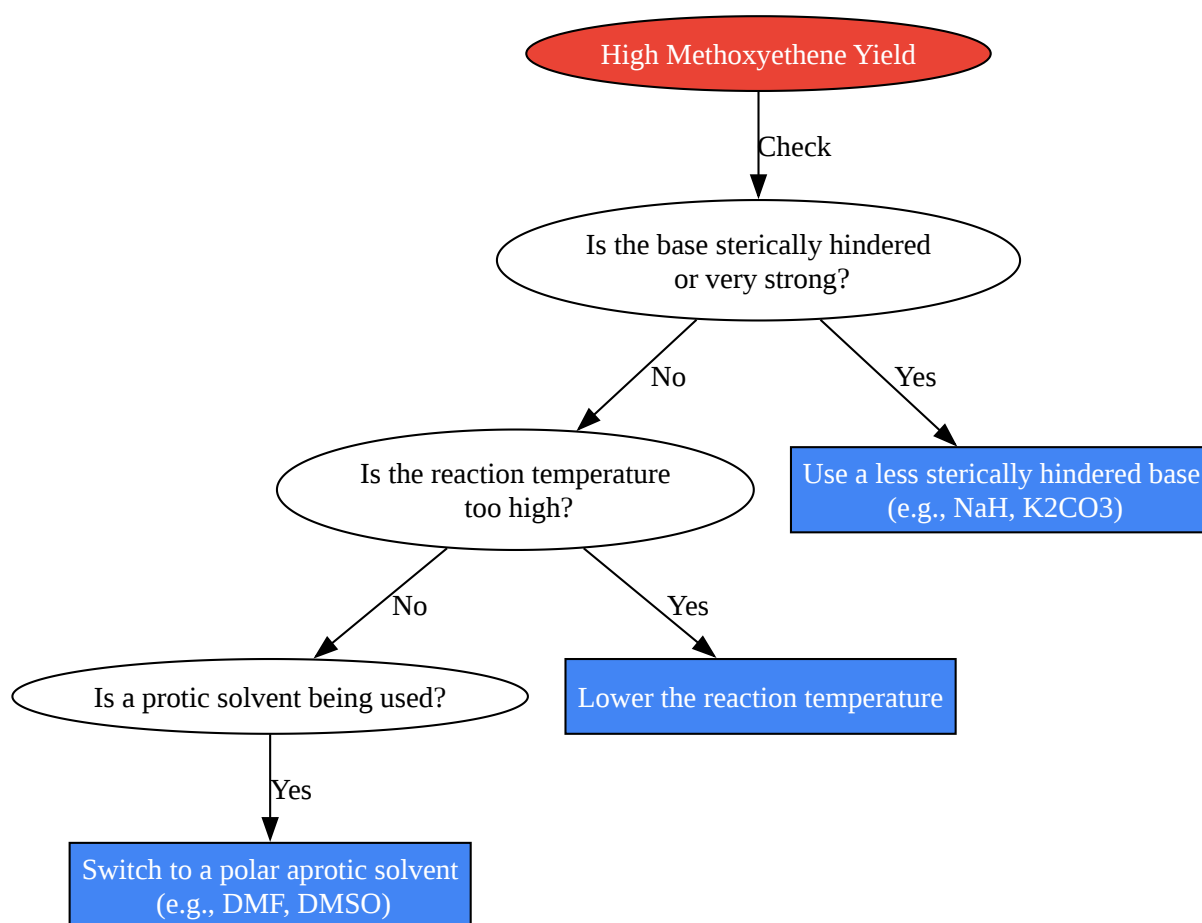 High Methoxyethene Yield
Check
Is the base sterically hindered
or very strong?
No
Yes
Is the reaction temperature
too high?
Use a less sterically hindered base
(e.g., NaH, K2CO3)
No
Yes
Is a protic solvent being used?
Lower the reaction temperature
Yes
Switch to a polar aprotic solvent
(e.g., DMF, DMSO)